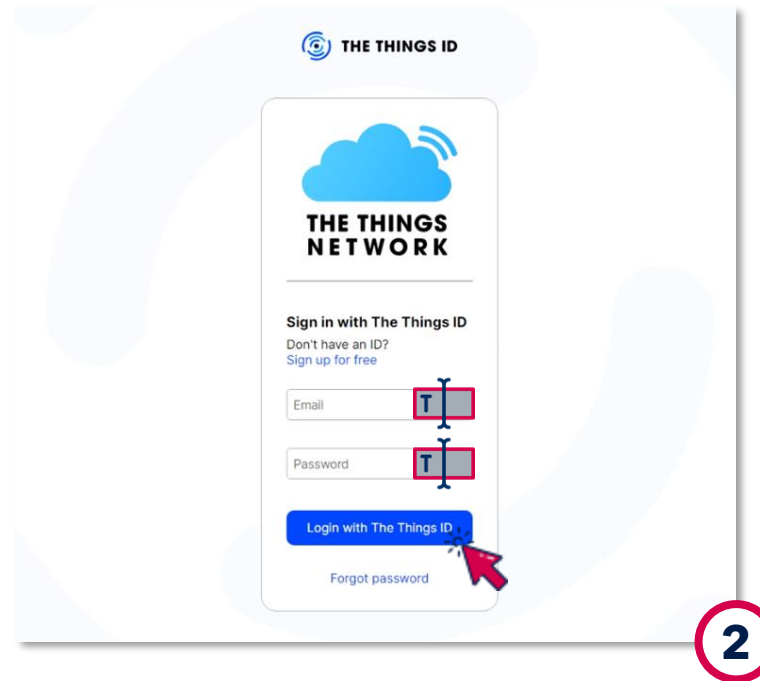 THE THINGS ID
THE THINGS
NETWORK
Sign in with The Things ID
Don't have an ID?
Sign up for free
Email
T
Password
T
Login with The Things ID
Forgot password
2